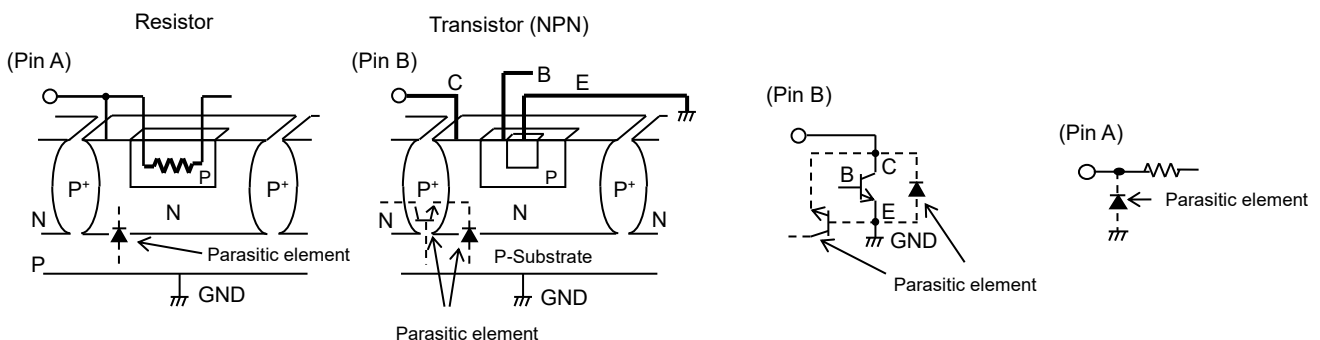 Resistor
(Pin A)
P⁺
P
P⁺
N
N
P
Parasitic element
GND
Transistor (NPN)
(Pin B)
C
B
E
P⁺
P
P⁺
N
N
N
P-Substrate
GND
Parasitic element
(Pin B)
C
B
E
GND
Parasitic element
(Pin A)
Parasitic element